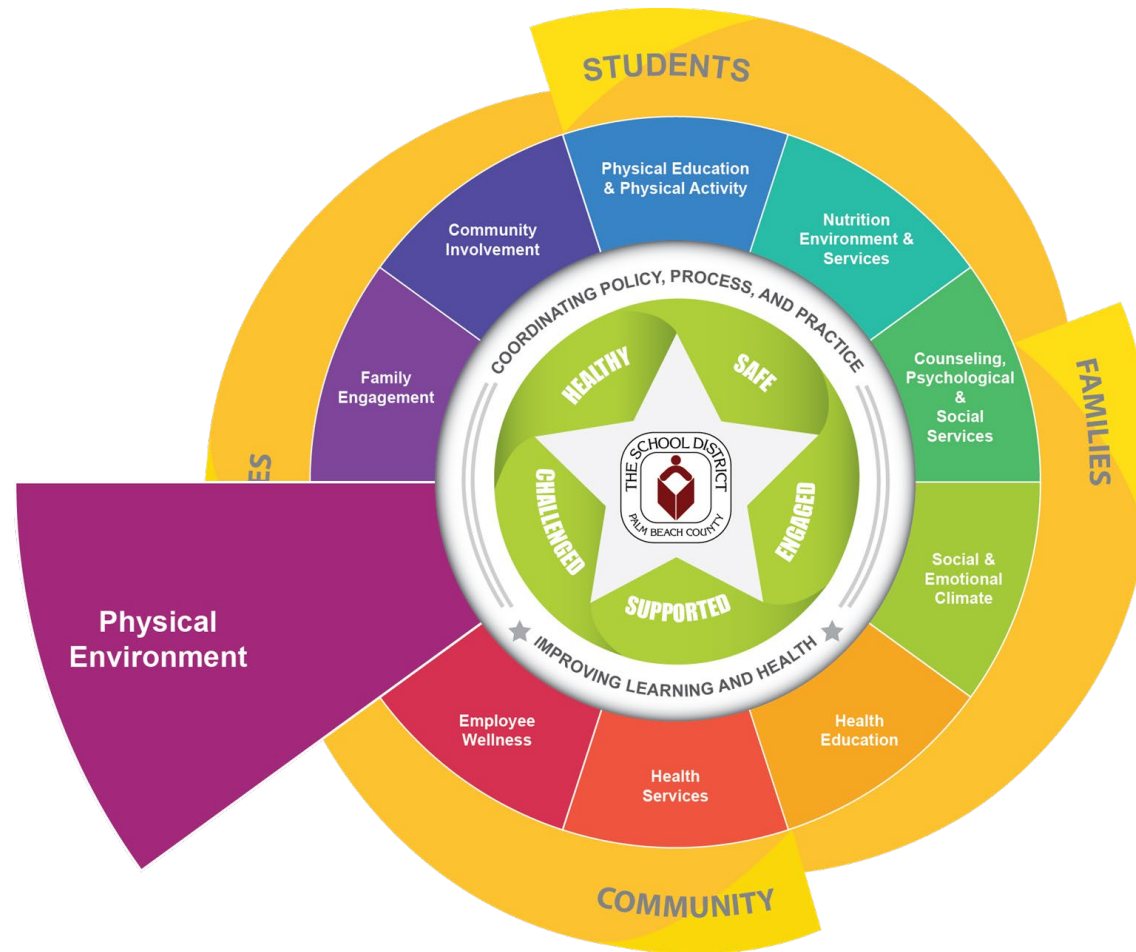 STUDENTS
FAMILIES
COMMUNITY
ES
Physical Education
& Physical Activity
Nutrition
Environment &
Services
Counseling,
Psychological
&
Social
Services
Social &
Emotional
Climate
Health
Education
Health
Services
Employee
Wellness
Physical
Environment
Family
Engagement
Community
Involvement
COORDINATING POLICY, PROCESS, AND PRACTICE
IMPROVING LEARNING AND HEALTH
HEALTHY
SAFE
ENGAGED
SUPPORTED
CHALLENGED
THE SCHOOL DISTRICT
PALM BEACH COUNTY